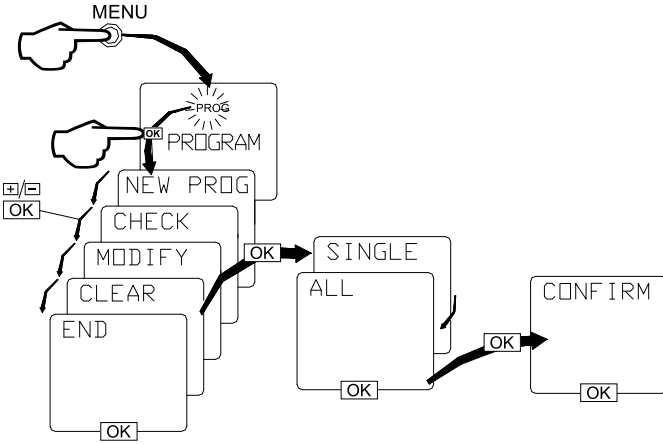 MENU
PROG
OK
PROGRAM
NEW PROG
+/−
OK
CHECK
MODIFY
CLEAR
END
OK
OK
SINGLE
ALL
OK
OK
CONFIRM
OK